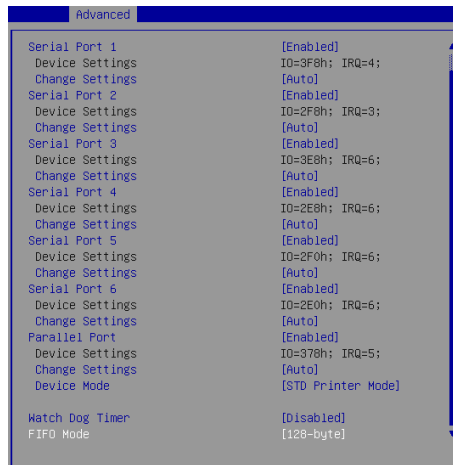 Advanced
Serial Port 1 [Enabled]
Device Settings IO=3F8h; IRQ=4;
Change Settings [Auto]
Serial Port 2 [Enabled]
Device Settings IO=2F8h; IRQ=3;
Change Settings [Auto]
Serial Port 3 [Enabled]
Device Settings IO=3E8h; IRQ=6;
Change Settings [Auto]
Serial Port 4 [Enabled]
Device Settings IO=2E8h; IRQ=6;
Change Settings [Auto]
Serial Port 5 [Enabled]
Device Settings IO=2F0h; IRQ=6;
Change Settings [Auto]
Serial Port 6 [Enabled]
Device Settings IO=2E0h; IRQ=6;
Change Settings [Auto]
Parallel Port [Enabled]
Device Settings IO=378h; IRQ=5;
Change Settings [Auto]
Device Mode [STD Printer Mode]
Watch Dog Timer [Disabled]
FIFO Mode [128-byte]